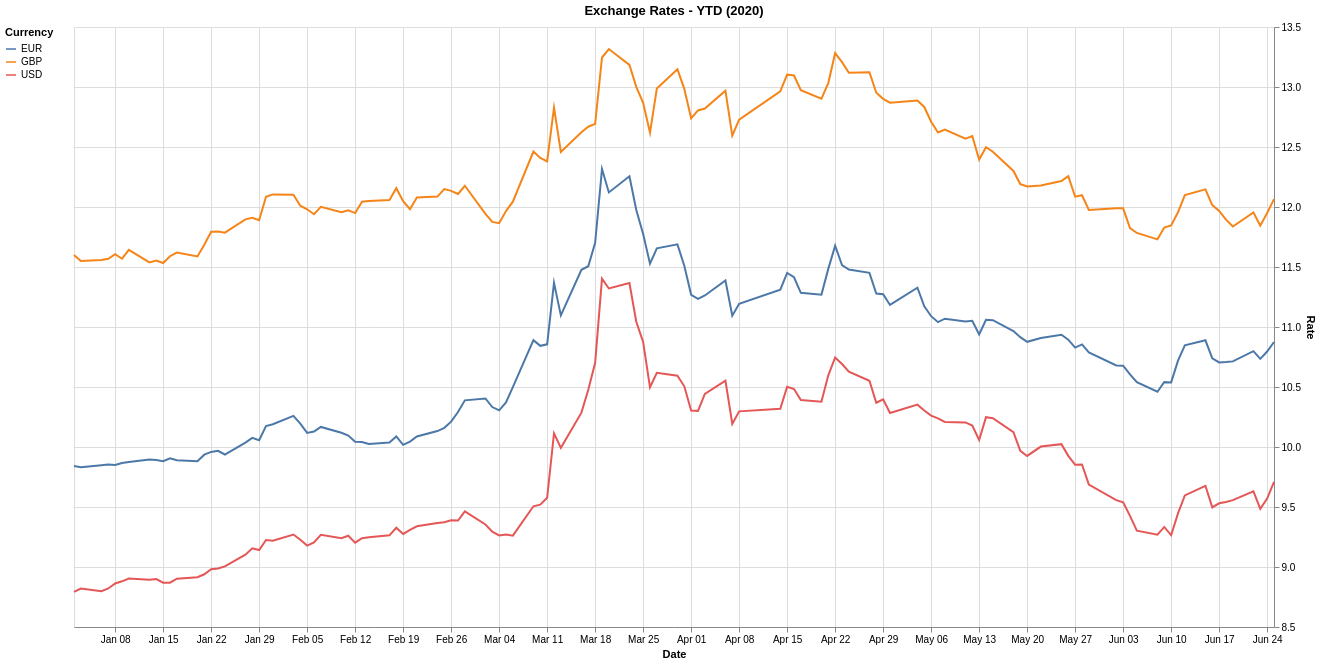 Exchange Rates - YTD (2020)
Currency
EUR
GBP
USD
13.5
13.0
12.5
12.0
11.5
11.0
10.5
10.0
9.5
9.0
8.5
Rate
Jan 08 Jan 15 Jan 22 Jan 29 Feb 05 Feb 12 Feb 19 Feb 26 Mar 04 Mar 11 Mar 18 Mar 25 Apr 01 Apr 08 Apr 15 Apr 22 Apr 29 May 06 May 13 May 20 May 27 Jun 03 Jun 10 Jun 17 Jun 24
Date